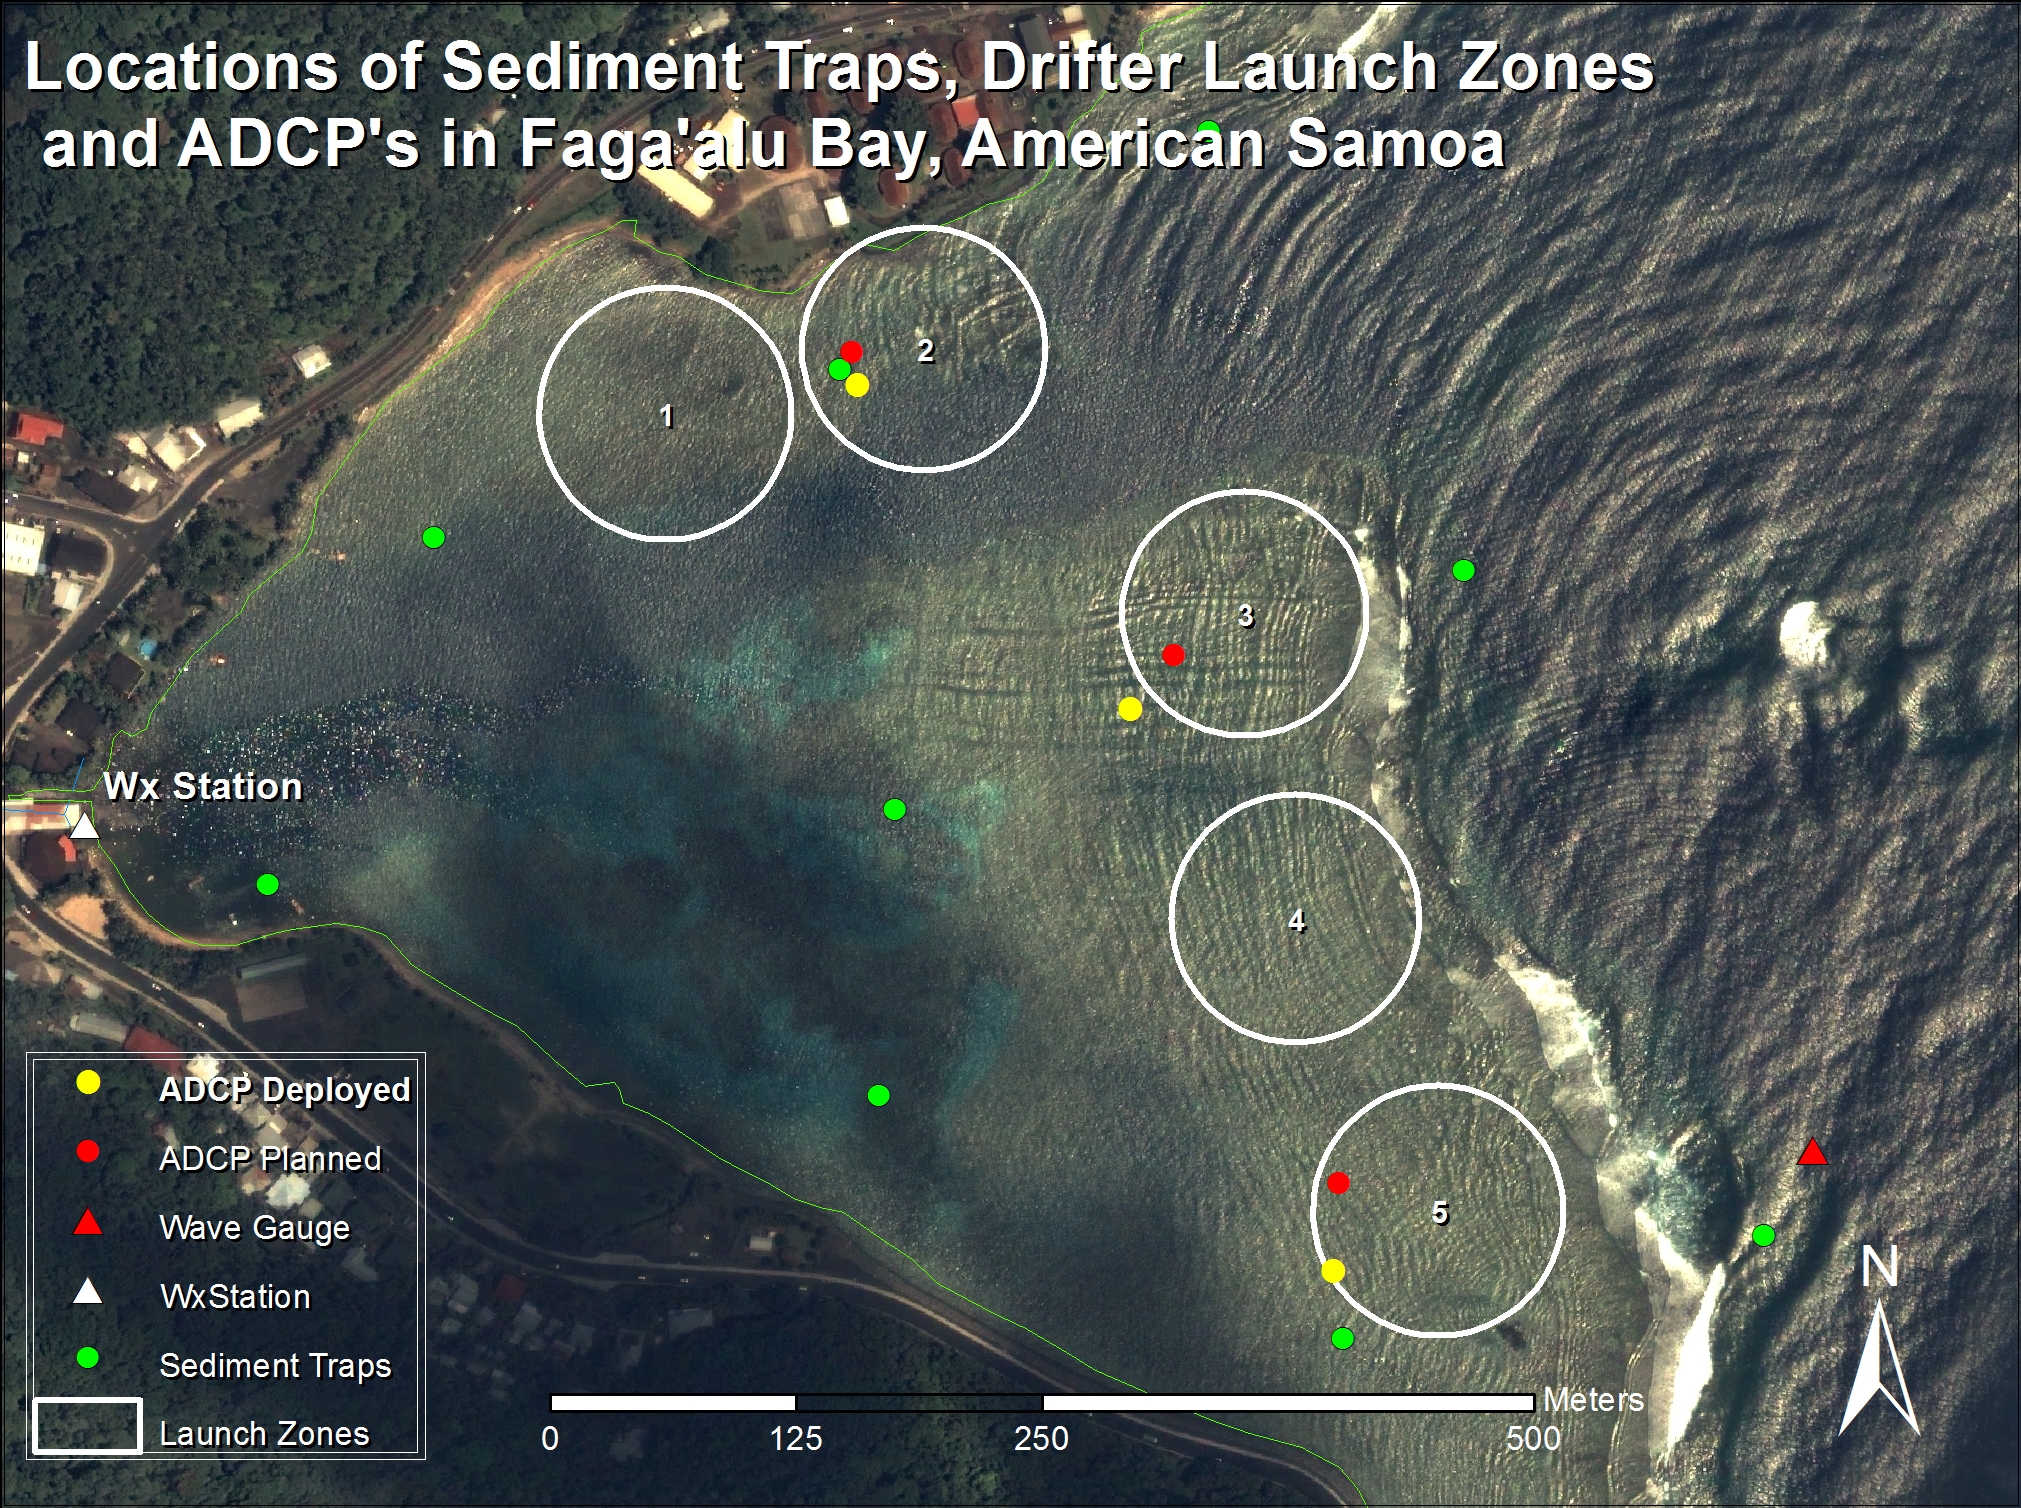 Locations of Sediment Traps, Drifter Launch Zones
and ADCP's in Faga'alu Bay, American Samoa
2
1
3
Wx Station
4
5
ADCP Deployed
ADCP Planned
Wave Gauge
WxStation
Sediment Traps
Launch Zones
N
Meters
0 125 250 500